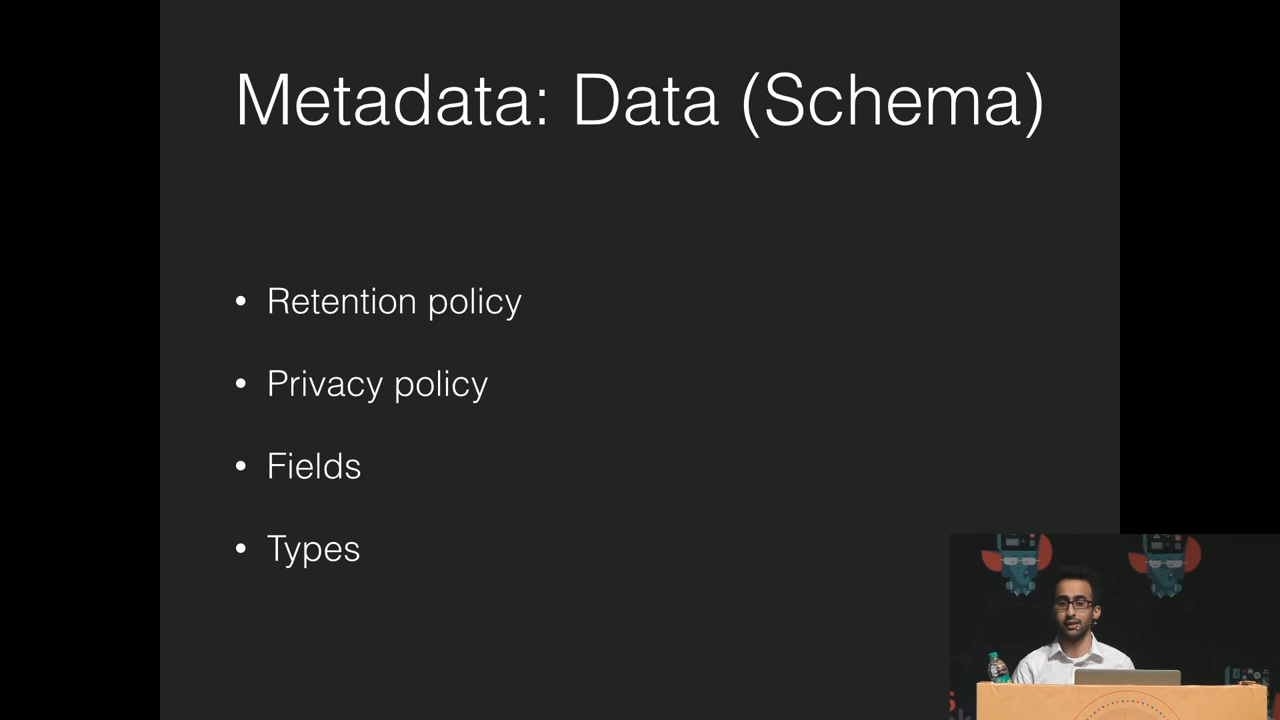 Metadata: Data (Schema)
• Retention policy
• Privacy policy
• Fields
• Types